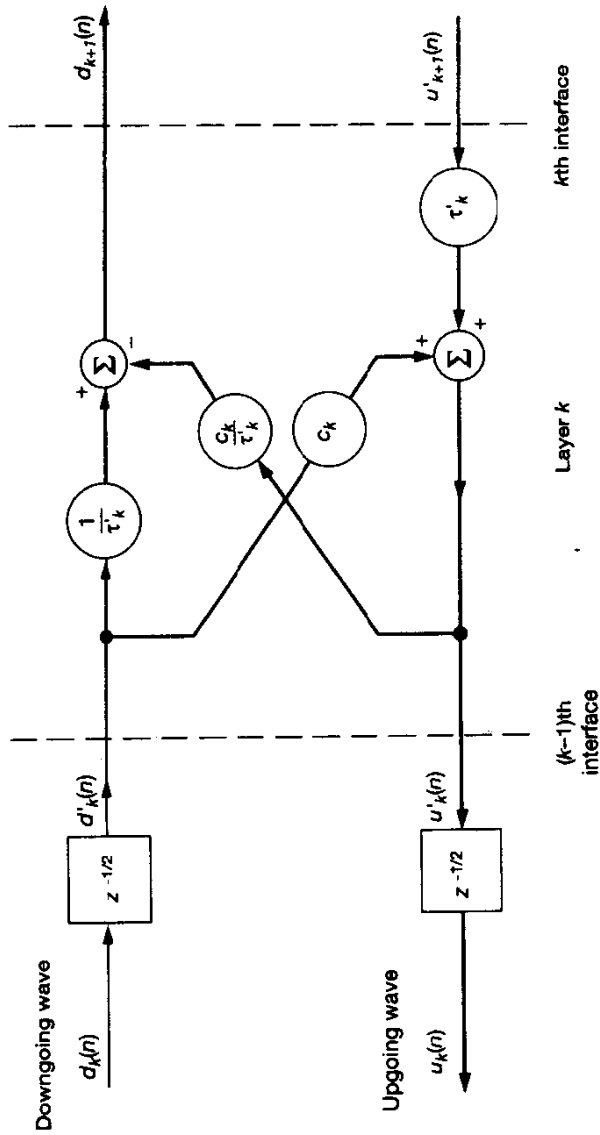 Downgoing wave
d_k(n)
z^{-1/2}
d'_k(n)
1/τ'_k
+
Σ
−
d_{k+1}(n)
c_k/τ'_k
c_k
Upgoing wave
u_k(n)
z^{-1/2}
u'_k(n)
+
Σ
+
τ'_k
u'_{k+1}(n)
(k−1)th
interface
Layer k
kth interface